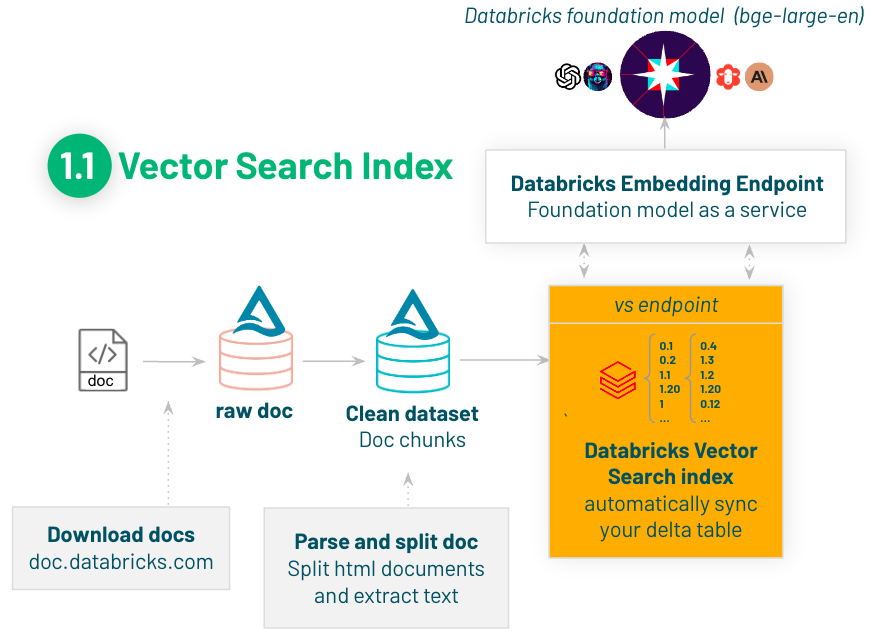 Databricks foundation model (bge-large-en)
1.1 Vector Search Index
Databricks Embedding Endpoint
Foundation model as a service
vs endpoint
0.1 0.4
0.2 1.3
1.1 1.2
1.20 1.20
1 0.12
... ...
doc
raw doc
Clean dataset
Doc chunks
`
Databricks Vector
Search index
automatically sync
your delta table
Download docs
doc.databricks.com
Parse and split doc
Split html documents
and extract text